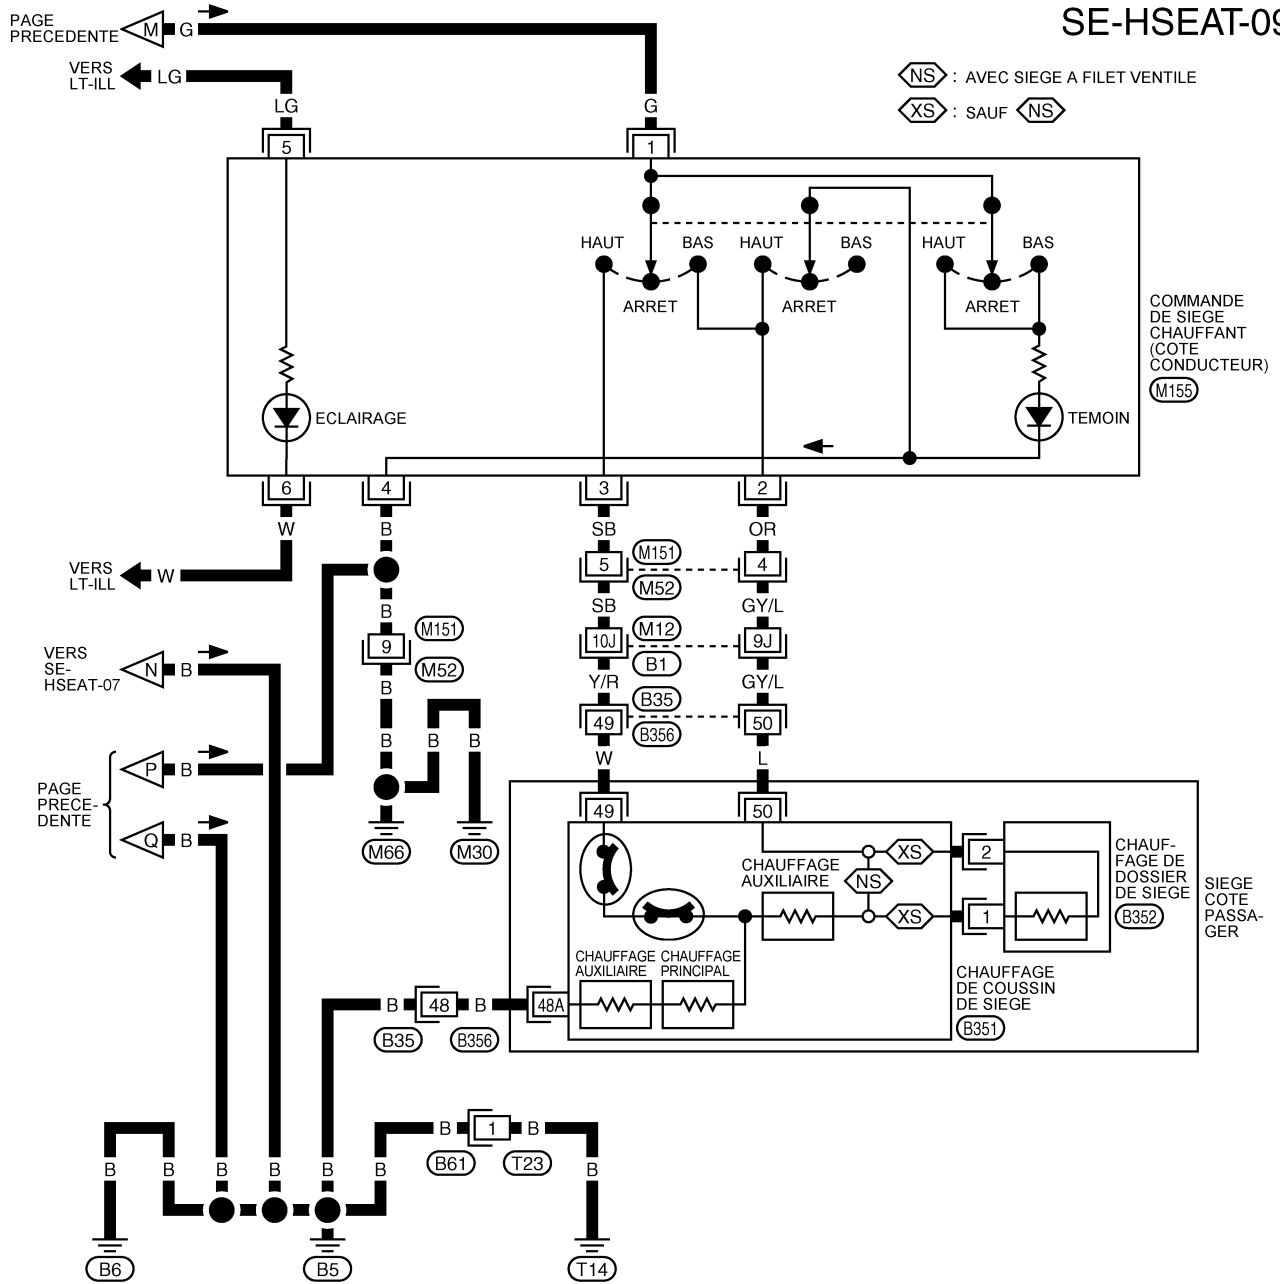 SE-HSEAT-09
PAGE
PRECEDENTE
M
G
VERS
LT-ILL
LG
LG
G
NS : AVEC SIEGE A FILET VENTILE
XS : SAUF NS
5
1
HAUT
BAS
HAUT
BAS
HAUT
BAS
ARRET
ARRET
ARRET
COMMANDE
DE SIEGE
CHAUFFANT
(COTE
CONDUCTEUR)
M155
ECLAIRAGE
TEMOIN
6
4
3
2
W
B
SB
OR
VERS
LT-ILL
W
5
M151
M52
4
B
SB
GY/L
9
M151
M52
10J
M12
B1
9J
VERS
SE-
HSEAT-07
N
B
B
Y/R
GY/L
49
B35
B356
50
B
B
B
W
L
PAGE
PRECE-
DENTE
P
B
Q
B
M66
M30
49
50
CHAUFFAGE
AUXILIAIRE
XS
NS
XS
2
1
CHAUF-
FAGE DE
DOSSIER
DE SIEGE
B352
SIEGE
COTE
PASSA-
GER
CHAUFFAGE
AUXILIAIRE
CHAUFFAGE
PRINCIPAL
CHAUFFAGE
DE COUSSIN
DE SIEGE
B351
B
48
B
48A
B35
B356
B
1
B
B61
T23
B
B
B
B
B
B
B
B6
B5
T14